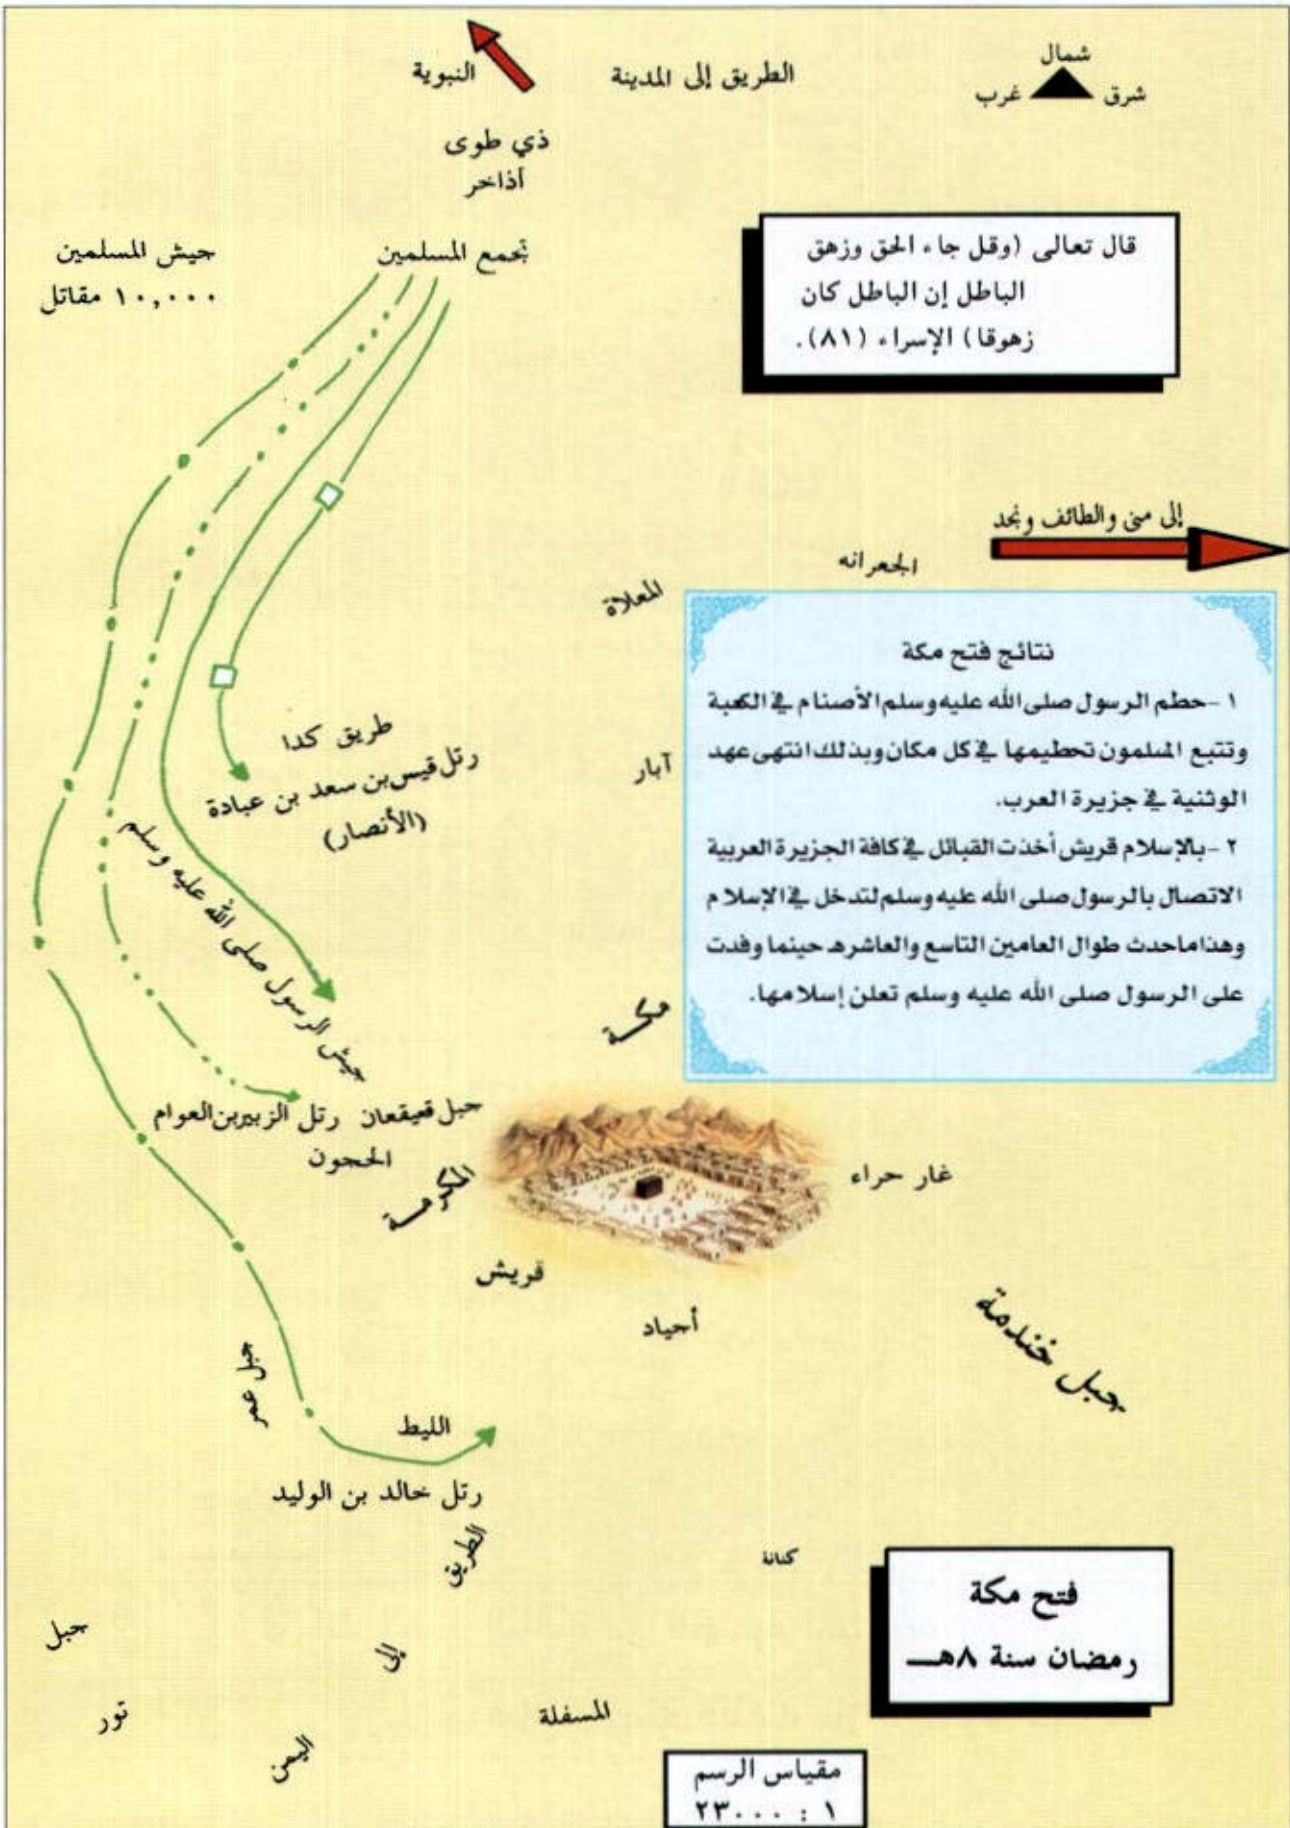 شمال
شرق غرب
الطريق إلى المدينة النبوية
ذي طوى
أذاخر
تجمع المسلمين
جيش المسلمين
١٠,٠٠٠ مقاتل
قال تعالى (وقل جاء الحق وزهق
الباطل إن الباطل كان
زهوقا) الإسراء (٨١).
إلى منى والطائف ونجد
الجعرانه
المعلاة
نتائج فتح مكة
١ -حطم الرسول صلى الله عليه وسلم الأصنام في الكعبة
وتتبع المسلمون تحطيمها في كل مكان وبذلك انتهى عهد
الوثنية في جزيرة العرب.
٢ -بالإسلام قريش أخذت القبائل في كافة الجزيرة العربية
الاتصال بالرسول صلى الله عليه وسلم لتدخل في الإسلام
وهذا ماحدث طوال العامين التاسع والعاشرهـ حينما وفدت
على الرسول صلى الله عليه وسلم تعلن إسلامها.
طريق كدا
رتل قيس بن سعد بن عبادة
(الأنصار)
آبار
جيش الرسول صلى الله عليه وسلم
مكة
المكرمة
جبل قعيقعان رتل الزبير بن العوام
الحجون
غار حراء
قريش
أجياد
جبل خندمة
جبل عمر
الليط
رتل خالد بن الوليد
الطريق
إلى
اليمن
كنانة
جبل
تور
المسفلة
فتح مكة
رمضان سنة ٨هـ
مقياس الرسم
١ : ٢٣٠٠٠